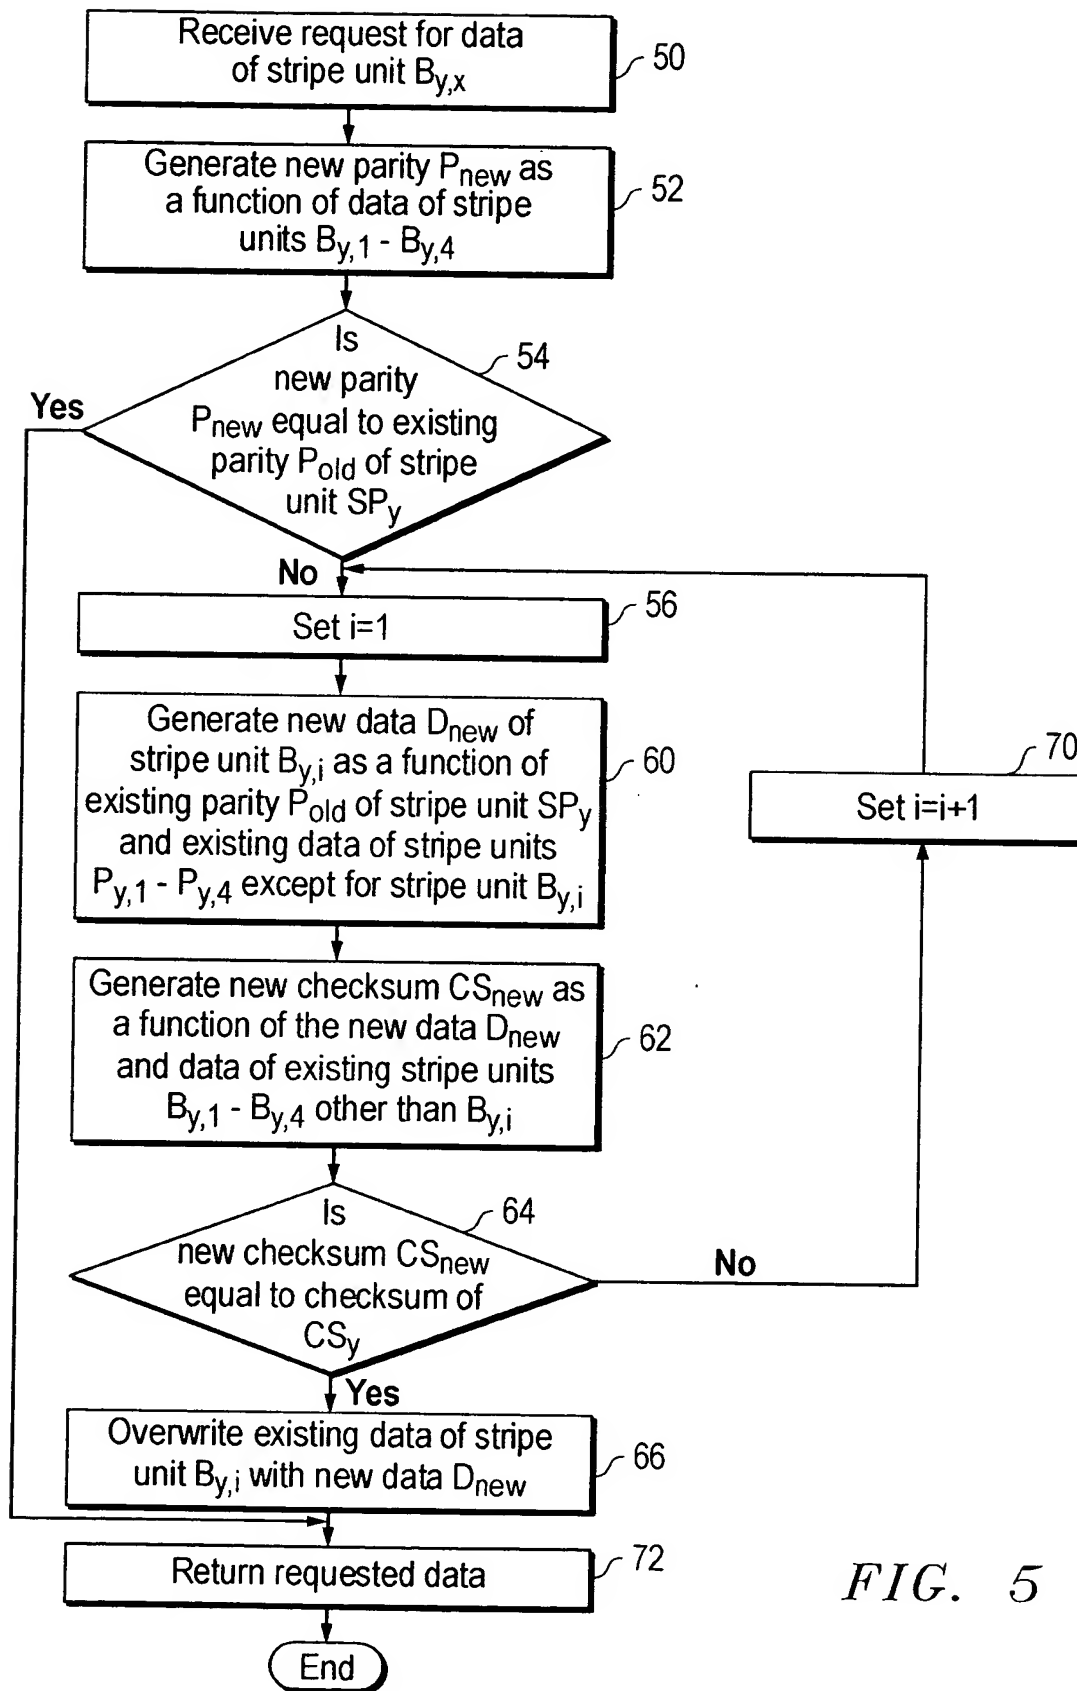 Receive request for data
of stripe unit By,x
50
Generate new parity Pnew as
a function of data of stripe
units By,1 - By,4
52
Is
new parity
Pnew equal to existing
parity Pold of stripe
unit SPy
54
Yes
No
Set i=1
56
Generate new data Dnew of
stripe unit By,i as a function of
existing parity Pold of stripe unit SPy
and existing data of stripe units
Py,1 - Py,4 except for stripe unit By,i
60
70
Set i=i+1
Generate new checksum CSnew as
a function of the new data Dnew
and data of existing stripe units
By,1 - By,4 other than By,i
62
Is
new checksum CSnew
equal to checksum of
CSy
64
No
Yes
Overwrite existing data of stripe
unit By,i with new data Dnew
66
Return requested data
72
End
FIG. 5